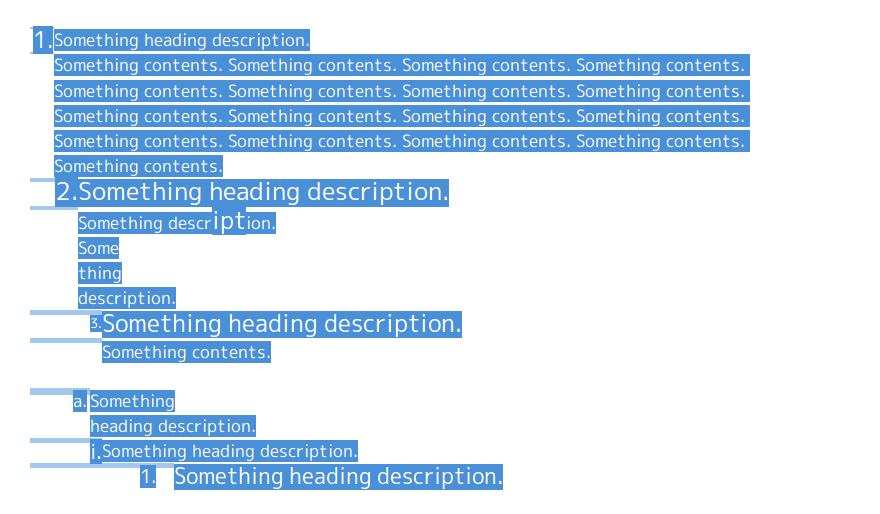 1. Something heading description.
Something contents. Something contents. Something contents. Something contents.
Something contents. Something contents. Something contents. Something contents.
Something contents. Something contents. Something contents. Something contents.
Something contents. Something contents. Something contents. Something contents.
Something contents.
2. Something heading description.
Something description.
Some
thing
description.
3. Something heading description.
Something contents.
a. Something
heading description.
i. Something heading description.
1. Something heading description.